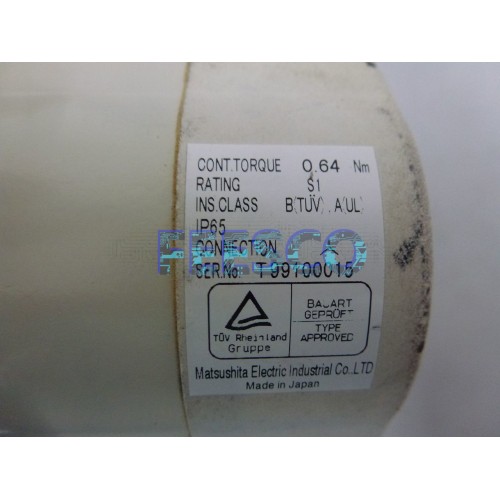 CONT.TORQUE 0.64 Nm
RATING S1
INS.CLASS B(TÜV), A(UL)
IP65
FRESCO
CONNECTION
SER.No. T99700015
TÜV Rheinland
Gruppe
BAUART
GEPRÜFT
TYPE
APPROVED
Matsushita Electric Industrial Co.,LTD
Made in Japan